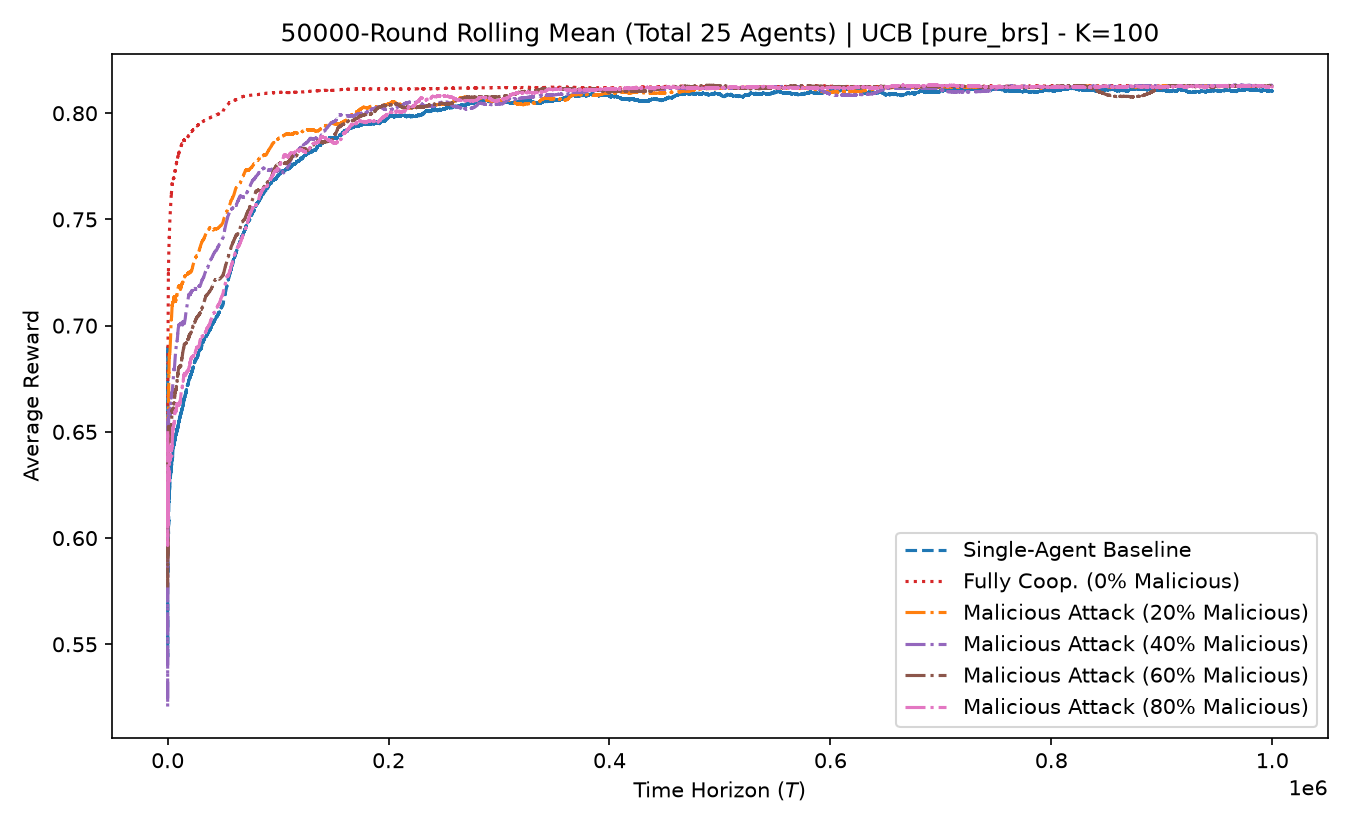 50000-Round Rolling Mean (Total 25 Agents) | UCB [pure_brs] - K=100
Average Reward
0.80
0.75
0.70
0.65
0.60
0.55
Single-Agent Baseline
Fully Coop. (0% Malicious)
Malicious Attack (20% Malicious)
Malicious Attack (40% Malicious)
Malicious Attack (60% Malicious)
Malicious Attack (80% Malicious)
0.0 0.2 0.4 0.6 0.8 1.0
1e6
Time Horizon (T)